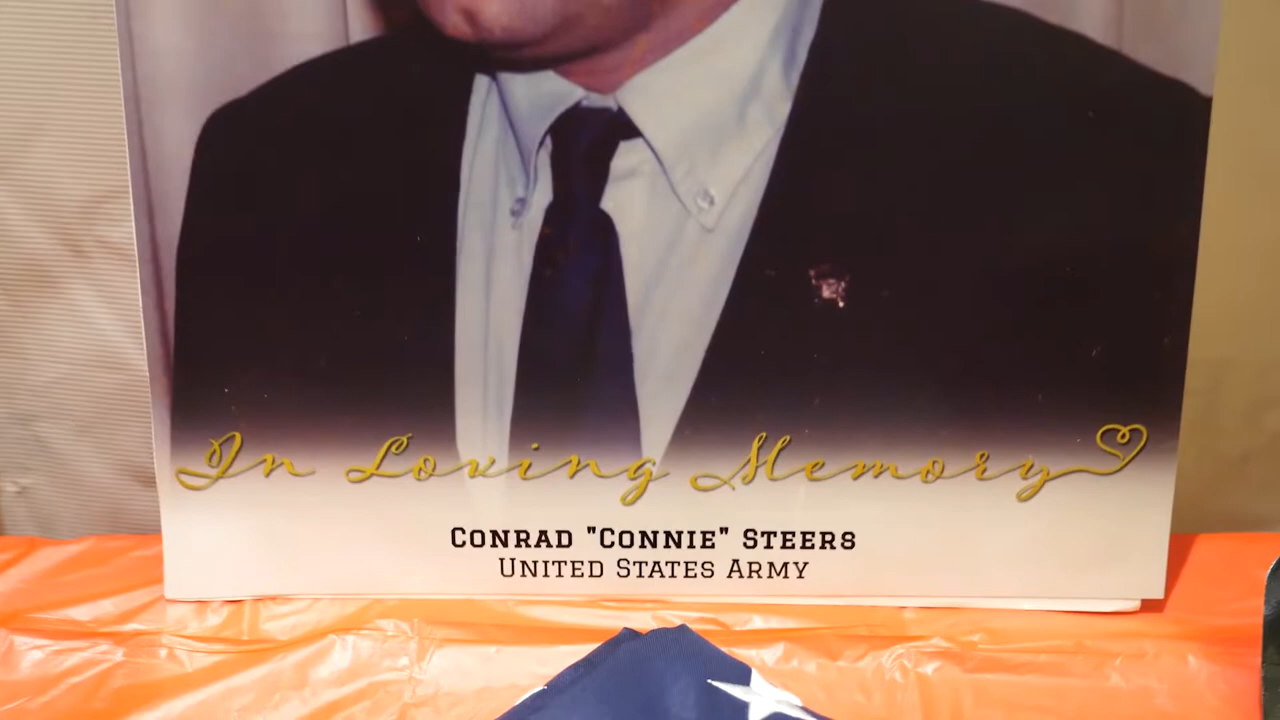 In Loving Memory
CONRAD "CONNIE" STEERS
UNITED STATES ARMY